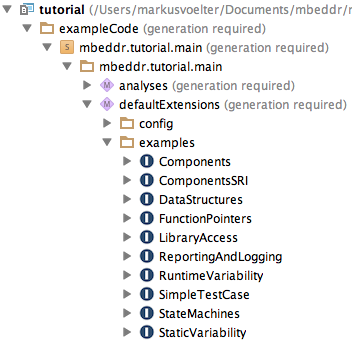 tutorial (/Users/markusvoelter/Documents/mbeddr/
exampleCode (generation required)
mbeddr.tutorial.main (generation required)
mbeddr.tutorial.main
analyses (generation required)
defaultExtensions (generation required)
config
examples
Components
ComponentsSRI
DataStructures
FunctionPointers
LibraryAccess
ReportingAndLogging
RuntimeVariability
SimpleTestCase
StateMachines
StaticVariability